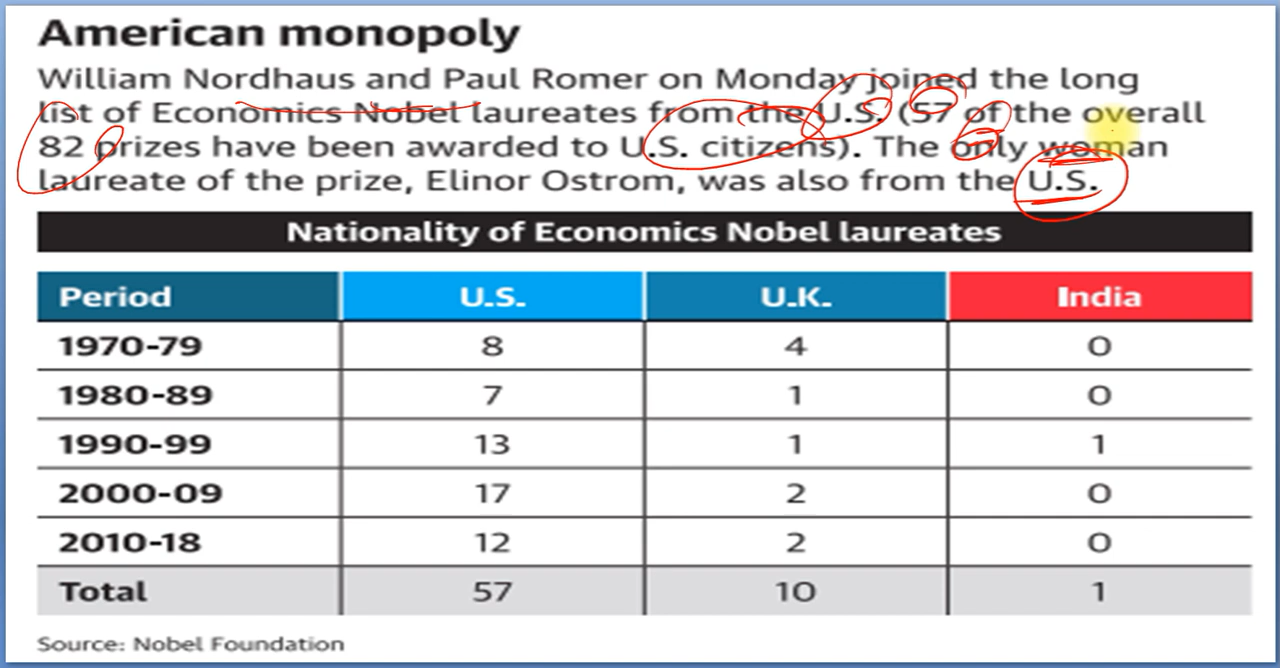 American monopoly
William Nordhaus and Paul Romer on Monday joined the long
list of Economics Nobel laureates from the U.S. (57 of the overall
82 prizes have been awarded to U.S. citizens). The only woman
laureate of the prize, Elinor Ostrom, was also from the U.S.
Nationality of Economics Nobel laureates
Period U.S. U.K. India
1970-79 8 4 0
1980-89 7 1 0
1990-99 13 1 1
2000-09 17 2 0
2010-18 12 2 0
Total 57 10 1
Source: Nobel Foundation